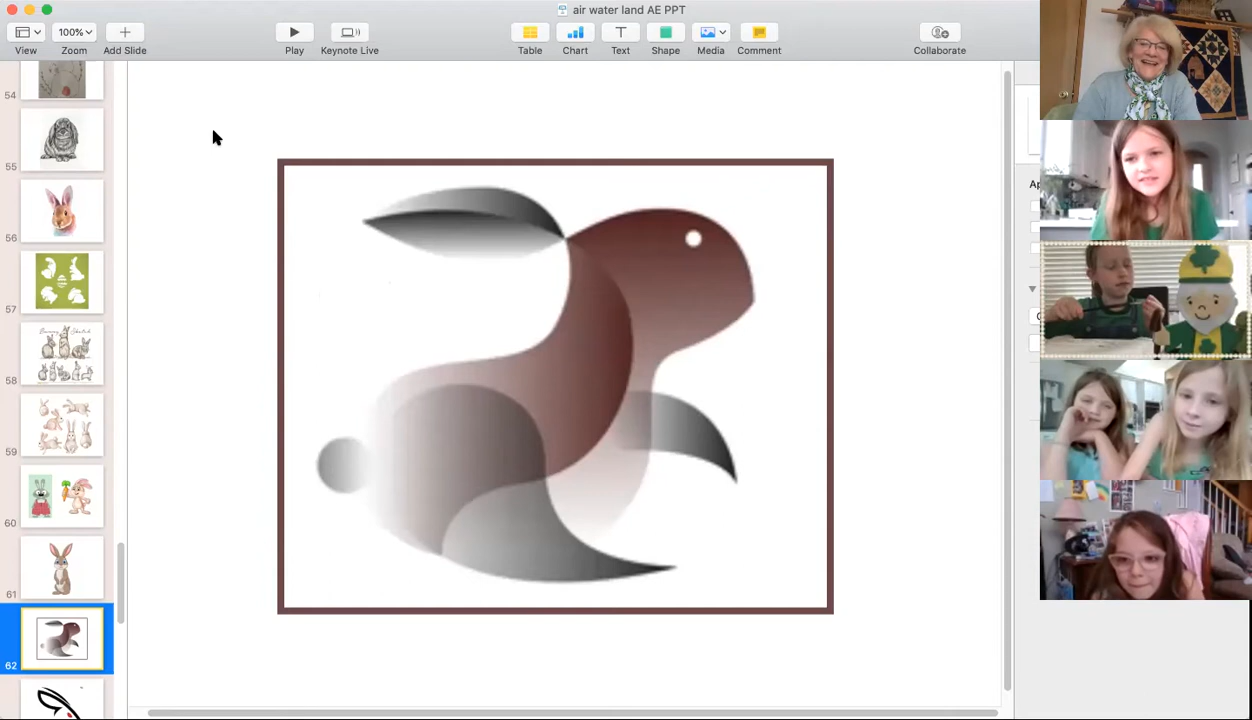 air water land AE PPT
100%
View
Zoom
Add Slide
Play
Keynote Live
Table
Chart
Text
Shape
Media
Comment
Collaborate
54
55
56
57
58
59
60
61
62